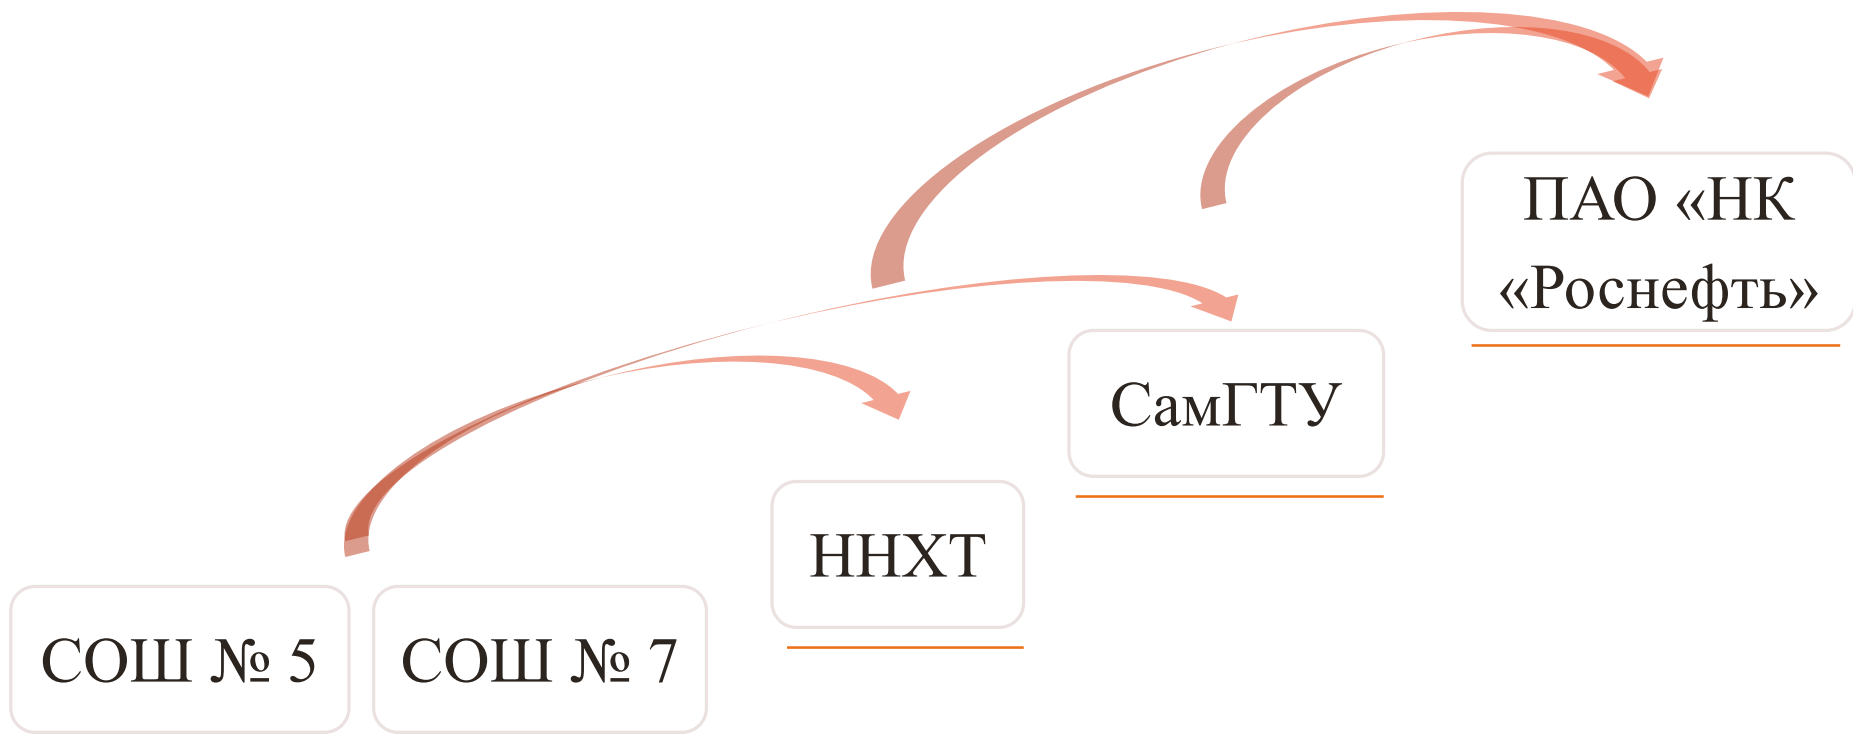 ПАО «НК
«Роснефть»
СамГТУ
ННХТ
СОШ № 5
СОШ № 7